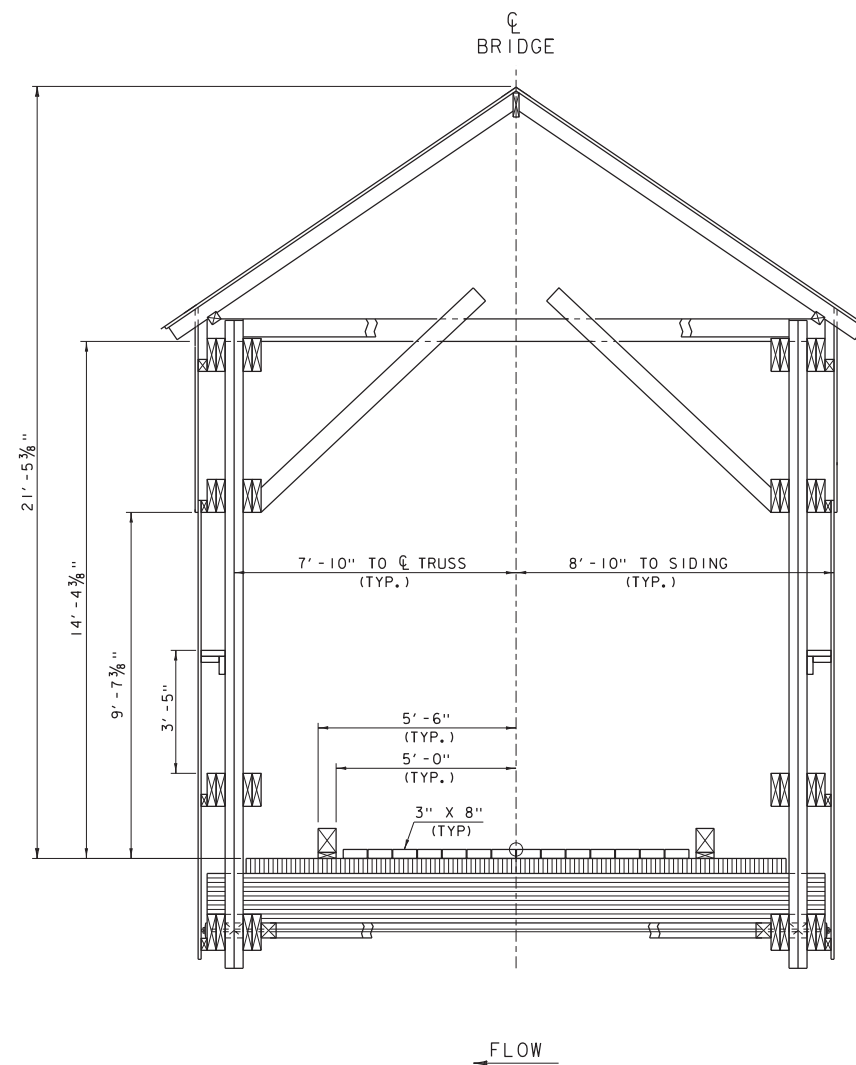 ℄
BRIDGE
21'-5⅜"
14'-4⅜"
9'-7⅜"
3'-5"
7'-10" TO ℄ TRUSS
(TYP.)
8'-10" TO SIDING
(TYP.)
5'-6"
(TYP.)
5'-0"
(TYP.)
3" X 8"
(TYP)
FLOW